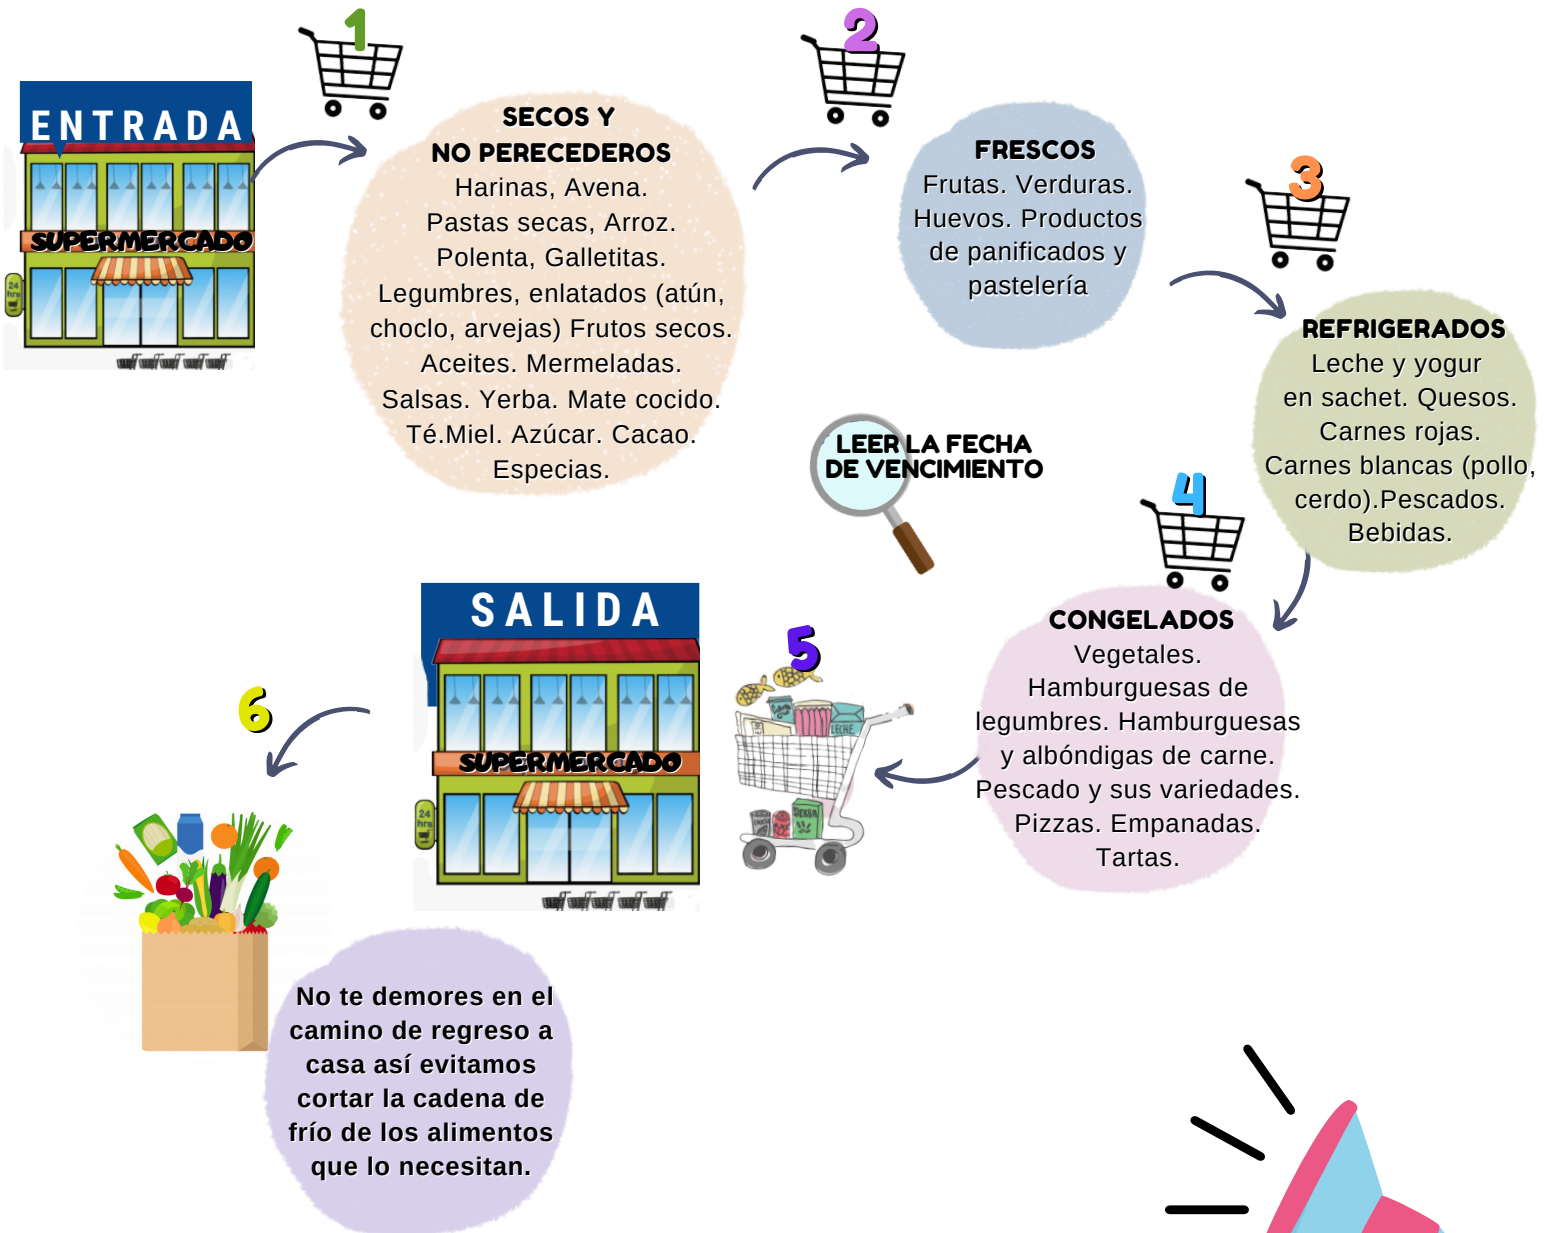 ENTRADA
SUPERMERCADO
24
hrs
1
SECOS Y
NO PERECEDEROS
Harinas, Avena.
Pastas secas, Arroz.
Polenta, Galletitas.
Legumbres, enlatados (atún,
choclo, arvejas) Frutos secos.
Aceites. Mermeladas.
Salsas. Yerba. Mate cocido.
Té.Miel. Azúcar. Cacao.
Especias.
2
FRESCOS
Frutas. Verduras.
Huevos. Productos
de panificados y
pastelería
3
REFRIGERADOS
Leche y yogur
en sachet. Quesos.
Carnes rojas.
Carnes blancas (pollo,
cerdo).Pescados.
Bebidas.
LEER LA FECHA
DE VENCIMIENTO
4
CONGELADOS
Vegetales.
Hamburguesas de
legumbres. Hamburguesas
y albóndigas de carne.
Pescado y sus variedades.
Pizzas. Empanadas.
Tartas.
5
LECHE
SALIDA
SUPERMERCADO
24
hrs
6
No te demores en el
camino de regreso a
casa así evitamos
cortar la cadena de
frío de los alimentos
que lo necesitan.